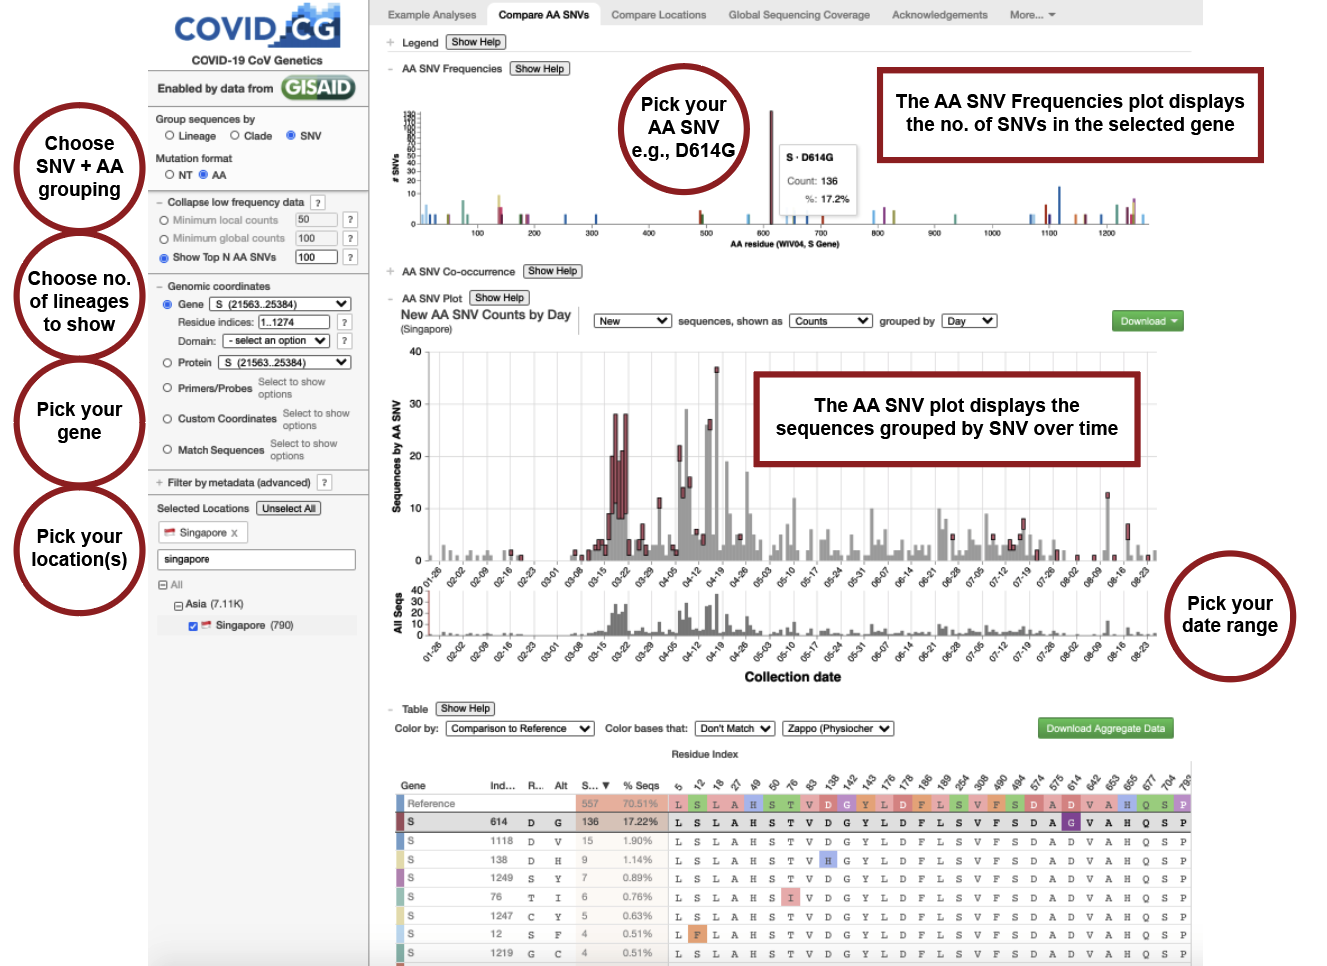 COVID CG
COVID-19 CoV Genetics
Enabled by data from GISAID
Group sequences by
Lineage Clade SNV
Mutation format
NT AA
Collapse low frequency data ?
Minimum local counts 50 ?
Minimum global counts 100 ?
Show Top N AA SNVs 100 ?
Genomic coordinates
Gene S (21563..25384)
Residue indices: 1..1274 ?
Domain: - select an option ?
Protein S (21563..25384)
Primers/Probes Select to show options
Custom Coordinates Select to show options
Match Sequences Select to show options
Filter by metadata (advanced) ?
Selected Locations Unselect All
Singapore X
singapore
All
Asia (7.11K)
Singapore (790)
Choose
SNV + AA
grouping
Choose no.
of lineages
to show
Pick your
gene
Pick your
location(s)
Example Analyses Compare AA SNVs Compare Locations Global Sequencing Coverage Acknowledgements More...
Legend Show Help
AA SNV Frequencies Show Help
Pick your
AA SNV
e.g., D614G
The AA SNV Frequencies plot displays
the no. of SNVs in the selected gene
# SNVs
50
40
30
20
10
0
S · D614G
Count: 136
%: 17.2%
100 200 300 400 500 600 700 800 900 1000 1100 1200
AA residue (WIV04, S Gene)
AA SNV Co-occurrence Show Help
AA SNV Plot Show Help
New AA SNV Counts by Day
(Singapore)
New sequences, shown as Counts grouped by Day
Download
The AA SNV plot displays the
sequences grouped by SNV over time
Sequences by AA SNV
40
30
20
10
0
01-26 02-02 02-09 02-16 02-23 03-01 03-08 03-15 03-22 03-29 04-05 04-12 04-19 04-26 05-03 05-10 05-17 05-24 05-31 06-07 06-14 06-21 06-28 07-05 07-12 07-19 07-26 08-02 08-09 08-16 08-23
All Seqs
40
30
20
10
0
01-26 02-02 02-09 02-16 02-23 03-01 03-08 03-15 03-22 03-29 04-05 04-12 04-19 04-26 05-03 05-10 05-17 05-24 05-31 06-07 06-14 06-21 06-28 07-05 07-12 07-19 07-26 08-02 08-09 08-16 08-23
Collection date
Pick your
date range
Table Show Help
Color by: Comparison to Reference Color bases that: Don't Match Zappo (Physiocher
Download Aggregate Data
Residue Index
Gene Ind... R... Alt S... ▼ % Seqs 5 12 18 27 49 50 76 83 138 142 143 176 178 186 189 254 308 490 494 574 575 614 642 653 655 677 704
Reference 557 70.51% L S L A H S T V D G Y L D F L S V F S D A D V A H Q S P
S 614 D G 136 17.22% L S L A H S T V D G Y L D F L S V F S D A G V A H Q S P
S 1118 D V 15 1.90% L S L A H S T V D G Y L D F L S V F S D A D V A H Q S P
S 138 D H 9 1.14% L S L A H S T V H G Y L D F L S V F S D A D V A H Q S P
S 1249 S Y 7 0.89% L S L A H S T V D G Y L D F L S V F S D A D V A H Q S P
S 76 T I 6 0.76% L S L A H S I V D G Y L D F L S V F S D A D V A H Q S P
S 1247 C Y 5 0.63% L S L A H S T V D G Y L D F L S V F S D A D V A H Q S P
S 12 S F 4 0.51% L F L A H S T V D G Y L D F L S V F S D A D V A H Q S P
S 1219 G C 4 0.51% L S L A H S T V D G Y L D F L S V F S D A D V A H Q S P